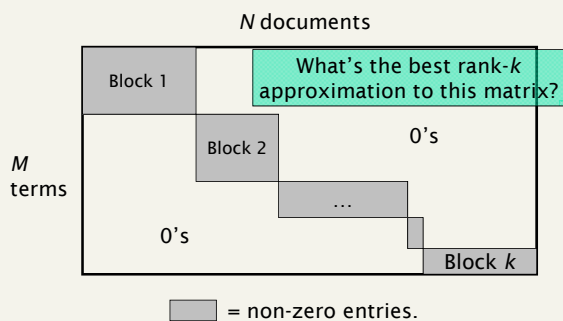 N documents
Block 1
What's the best rank-k
approximation to this matrix?
Block 2
0's
M
terms
…
0's
Block k
= non-zero entries.